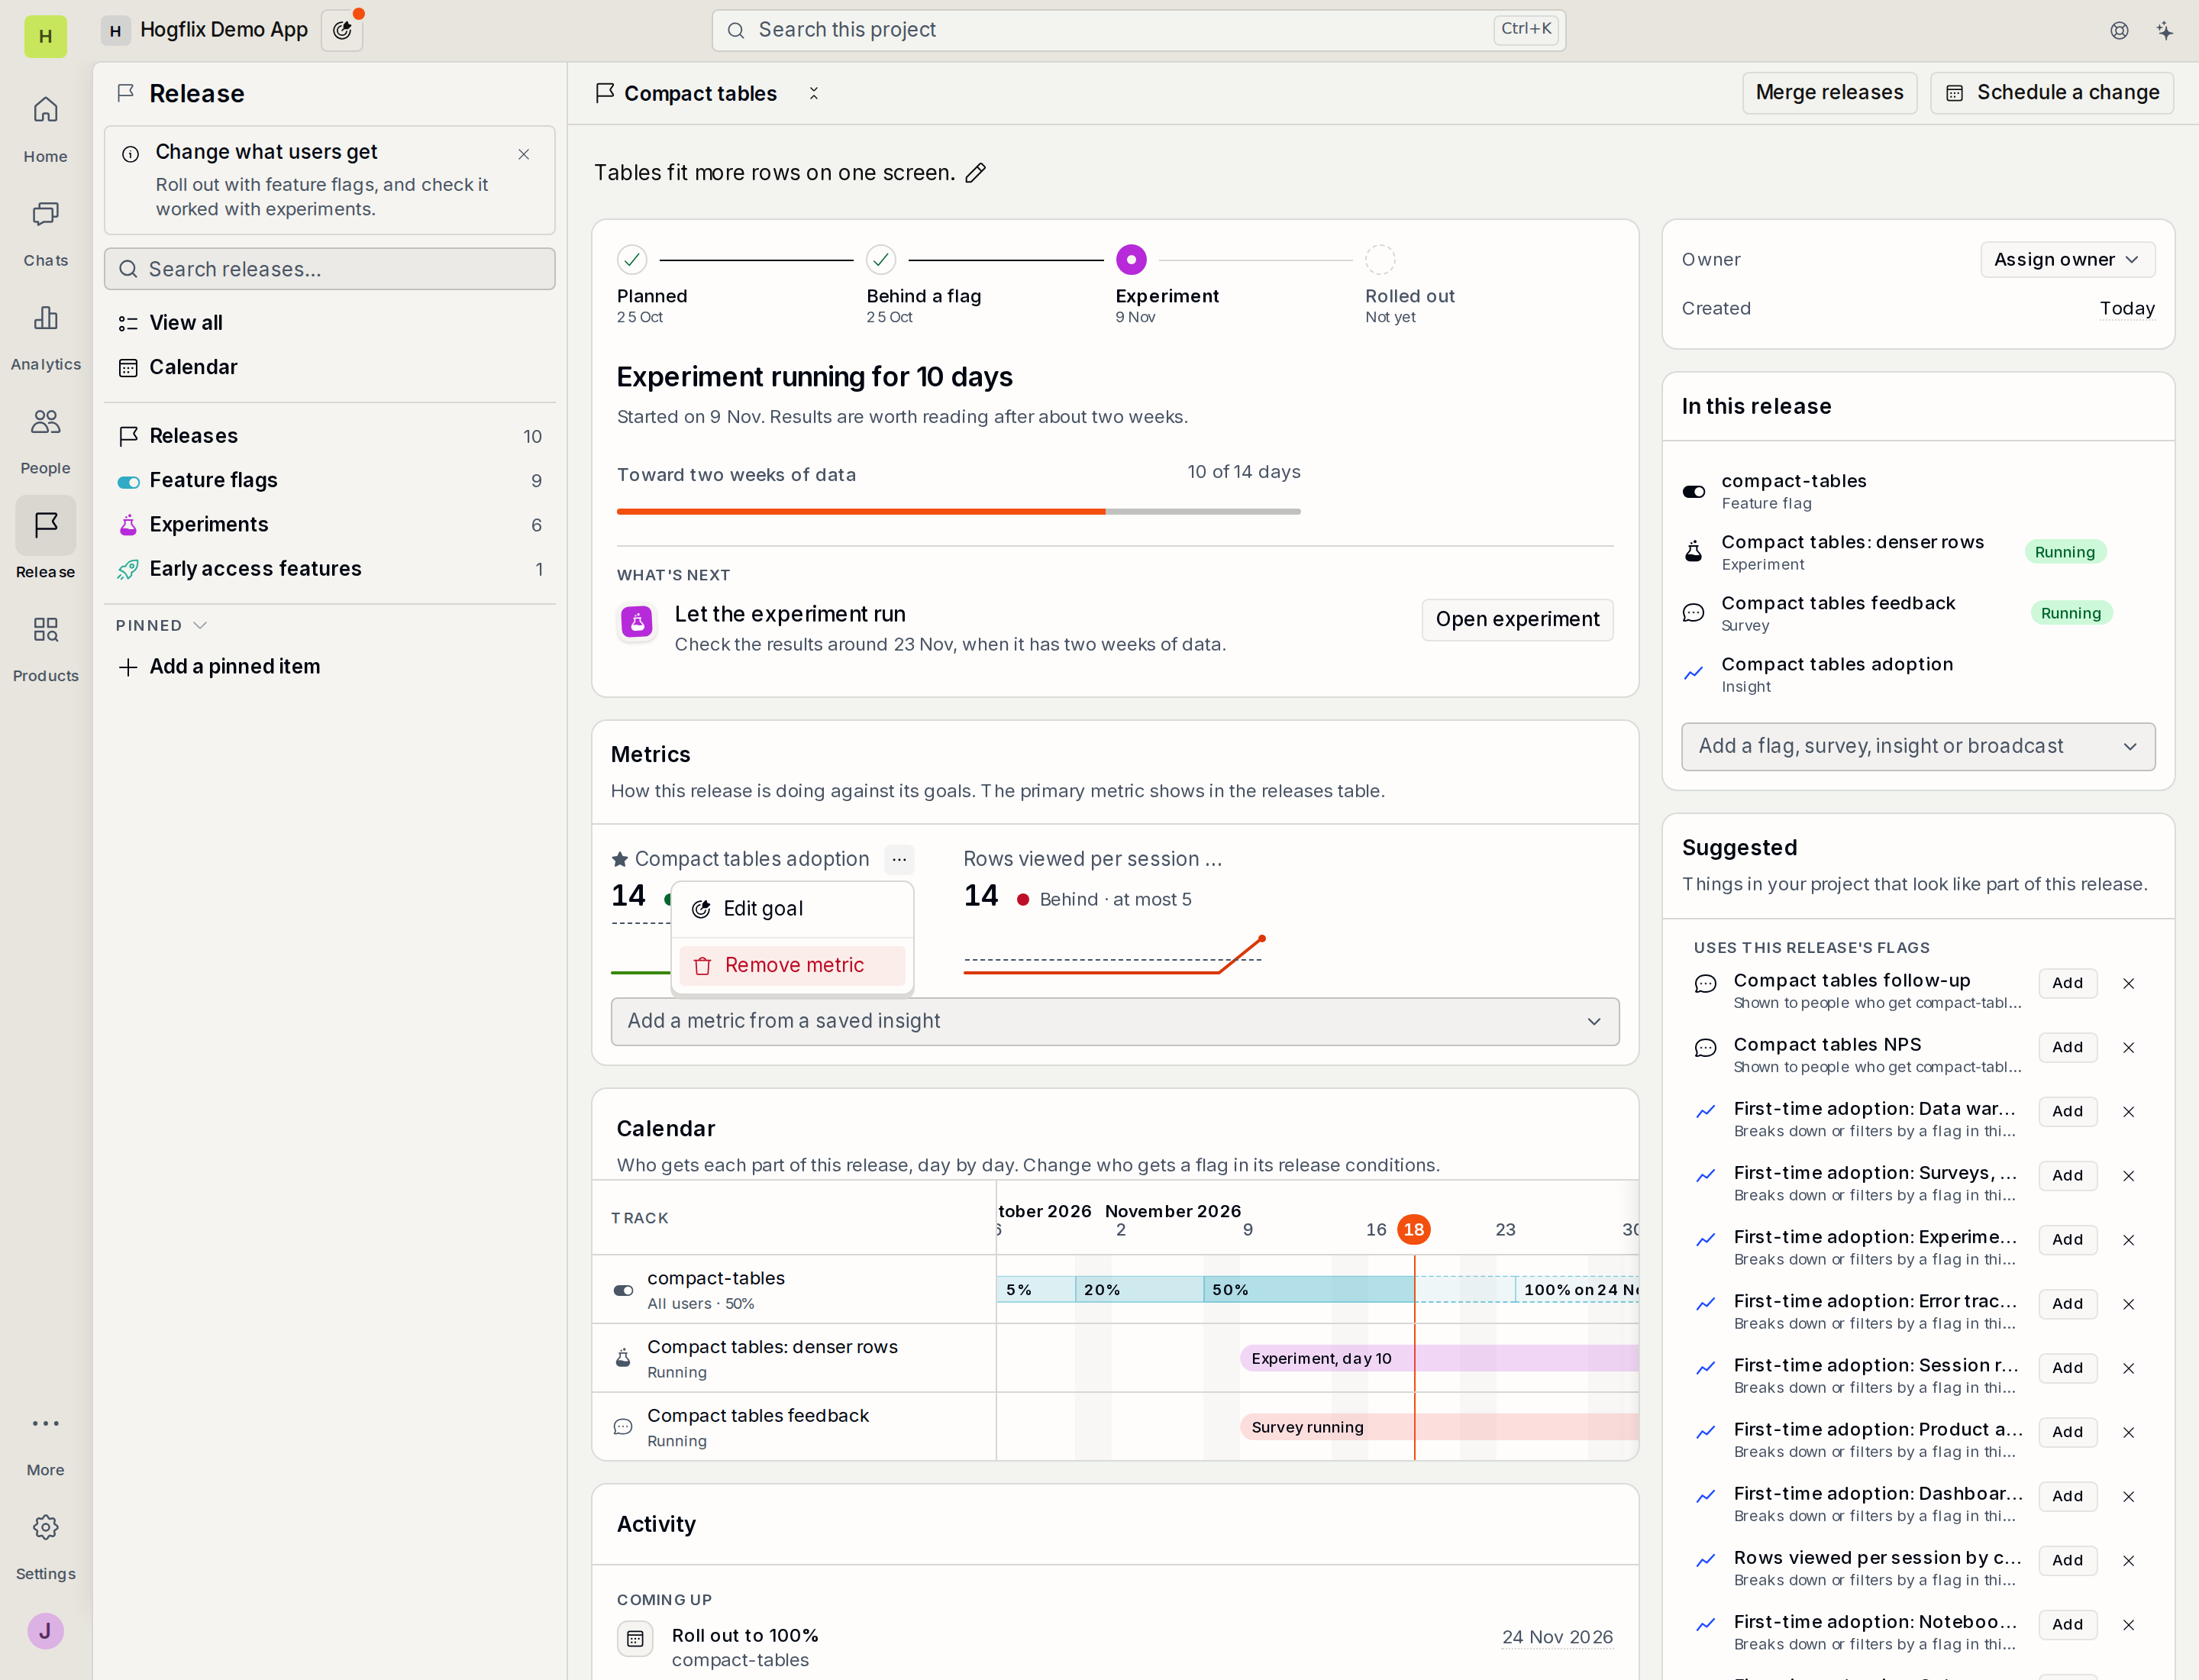 H
H
Hogflix Demo App
Search this project
Ctrl+K
Home
Chats
Analytics
People
Release
Products
More
Settings
J
Release
Change what users get
Roll out with feature flags, and check it
worked with experiments.
Search releases...
View all
Calendar
Releases 10
Feature flags 9
Experiments 6
Early access features 1
PINNED
Add a pinned item
Compact tables
Merge releases
Schedule a change
Tables fit more rows on one screen.
Planned
25 Oct
Behind a flag
25 Oct
Experiment
9 Nov
Rolled out
Not yet
Experiment running for 10 days
Started on 9 Nov. Results are worth reading after about two weeks.
Toward two weeks of data
10 of 14 days
WHAT'S NEXT
Let the experiment run
Check the results around 23 Nov, when it has two weeks of data.
Open experiment
Metrics
How this release is doing against its goals. The primary metric shows in the releases table.
Compact tables adoption
14
Edit goal
Remove metric
Rows viewed per session ...
14
Behind · at most 5
Add a metric from a saved insight
Calendar
Who gets each part of this release, day by day. Change who gets a flag in its release conditions.
TRACK
tober 2026 November 2026
6 2 9 16 18 23 30
compact-tables
All users · 50%
5% 20% 50% 100% on 24 No
Compact tables: denser rows
Running
Experiment, day 10
Compact tables feedback
Running
Survey running
Activity
COMING UP
Roll out to 100%
compact-tables
24 Nov 2026
Owner
Assign owner
Created
Today
In this release
compact-tables
Feature flag
Compact tables: denser rows
Experiment
Running
Compact tables feedback
Survey
Running
Compact tables adoption
Insight
Add a flag, survey, insight or broadcast
Suggested
Things in your project that look like part of this release.
USES THIS RELEASE'S FLAGS
Compact tables follow-up
Shown to people who get compact-tabl...
Add
Compact tables NPS
Shown to people who get compact-tabl...
Add
First-time adoption: Data war...
Breaks down or filters by a flag in thi...
Add
First-time adoption: Surveys, ...
Breaks down or filters by a flag in thi...
Add
First-time adoption: Experime...
Breaks down or filters by a flag in thi...
Add
First-time adoption: Error trac...
Breaks down or filters by a flag in thi...
Add
First-time adoption: Session r...
Breaks down or filters by a flag in thi...
Add
First-time adoption: Product a...
Breaks down or filters by a flag in thi...
Add
First-time adoption: Dashboar...
Breaks down or filters by a flag in thi...
Add
Rows viewed per session by c...
Breaks down or filters by a flag in thi...
Add
First-time adoption: Noteboo...
Breaks down or filters by a flag in thi...
Add